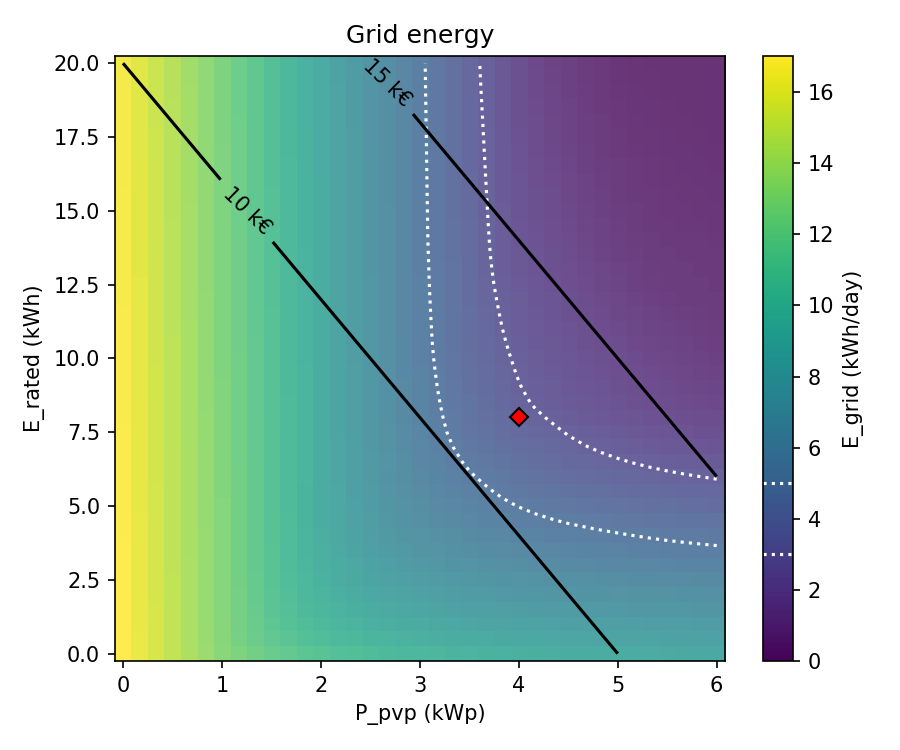 Grid energy
20.0
17.5
15.0
12.5
10.0
7.5
5.0
2.5
0.0
E_rated (kWh)
15 k€
10 k€
0 1 2 3 4 5 6
P_pvp (kWp)
16
14
12
10
8
6
4
2
0
E_grid (kWh/day)